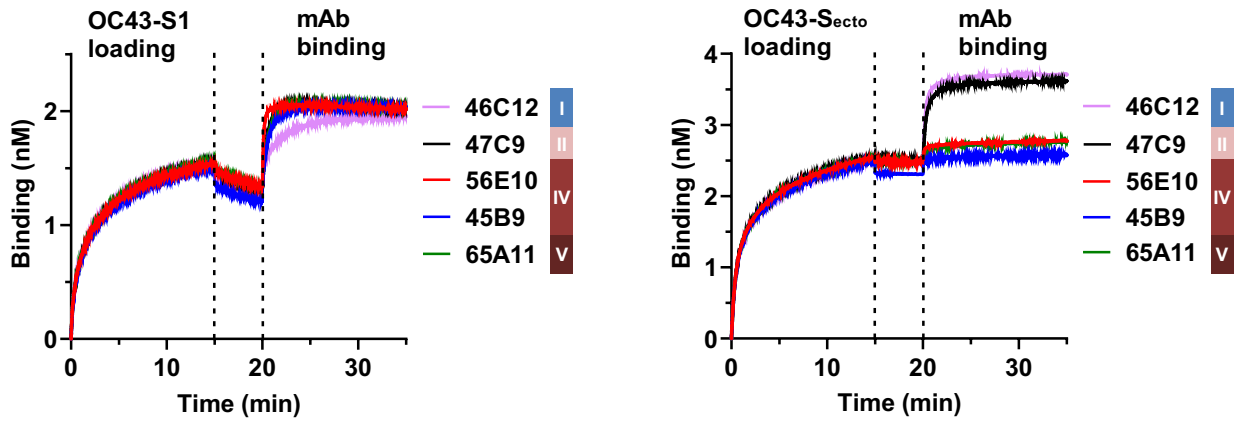 OC43-S1 loading
mAb binding
Binding (nM)
2
1
0
0
10
20
30
Time (min)
46C12
47C9
56E10
45B9
65A11
I
II
IV
V
OC43-Secto loading
mAb binding
Binding (nM)
4
3
2
1
0
0
10
20
30
Time (min)
46C12
47C9
56E10
45B9
65A11
I
II
IV
V